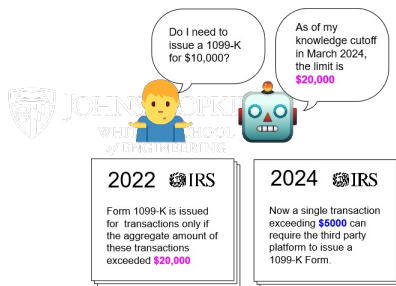 Do I need to
issue a 1099-K
for $10,000?
As of my
knowledge cutoff
in March 2024,
the limit is
$20,000
JOHNS HOPKINS
WHITING SCHOOL
of ENGINEERING
2022 IRS
Form 1099-K is issued
for transactions only if
the aggregate amount of
these transactions
exceeded $20,000
2024 IRS
Now a single transaction
exceeding $5000 can
require the third party
platform to issue a
1099-K Form.